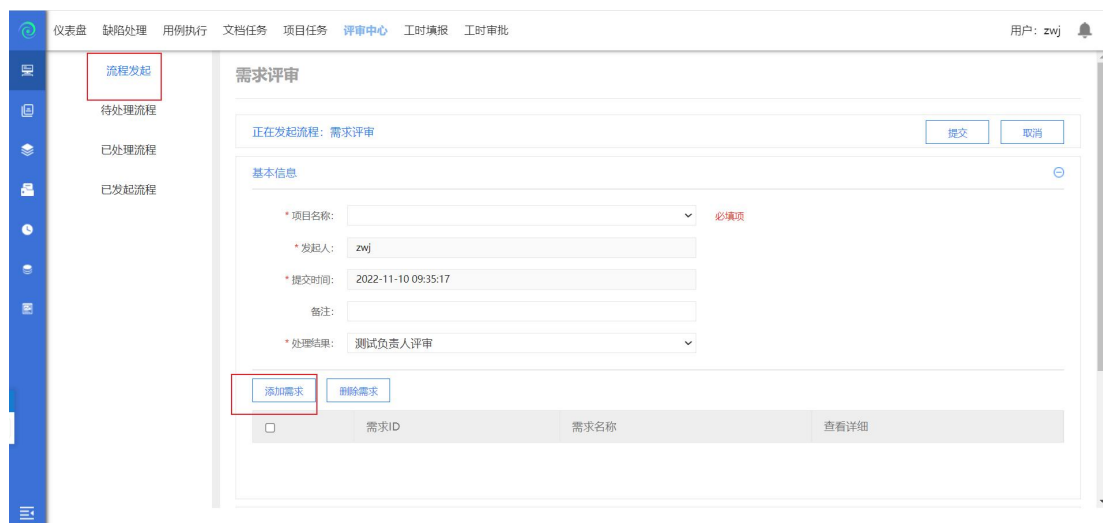 仪表盘 缺陷处理 用例执行 文档任务 项目任务 评审中心 工时填报 工时审批 用户：zwj
流程发起
待处理流程
已处理流程
已发起流程
需求评审
正在发起流程：需求评审 提交 取消
基本信息
* 项目名称: 必填项
* 发起人: zwj
* 提交时间: 2022-11-10 09:35:17
备注:
* 处理结果: 测试负责人评审
添加需求 删除需求
需求ID 需求名称 查看详细